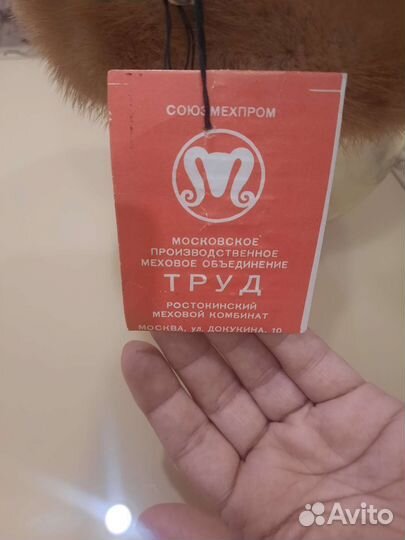 СОЮЗМЕХПРОМ
МОСКОВСКОЕ
ПРОИЗВОДСТВЕННОЕ
МЕХОВОЕ ОБЪЕДИНЕНИЕ
ТРУД
РОСТОКИНСКИЙ
МЕХОВОЙ КОМБИНАТ
МОСКВА, ул. ДОКУКИНА, 10
Avito